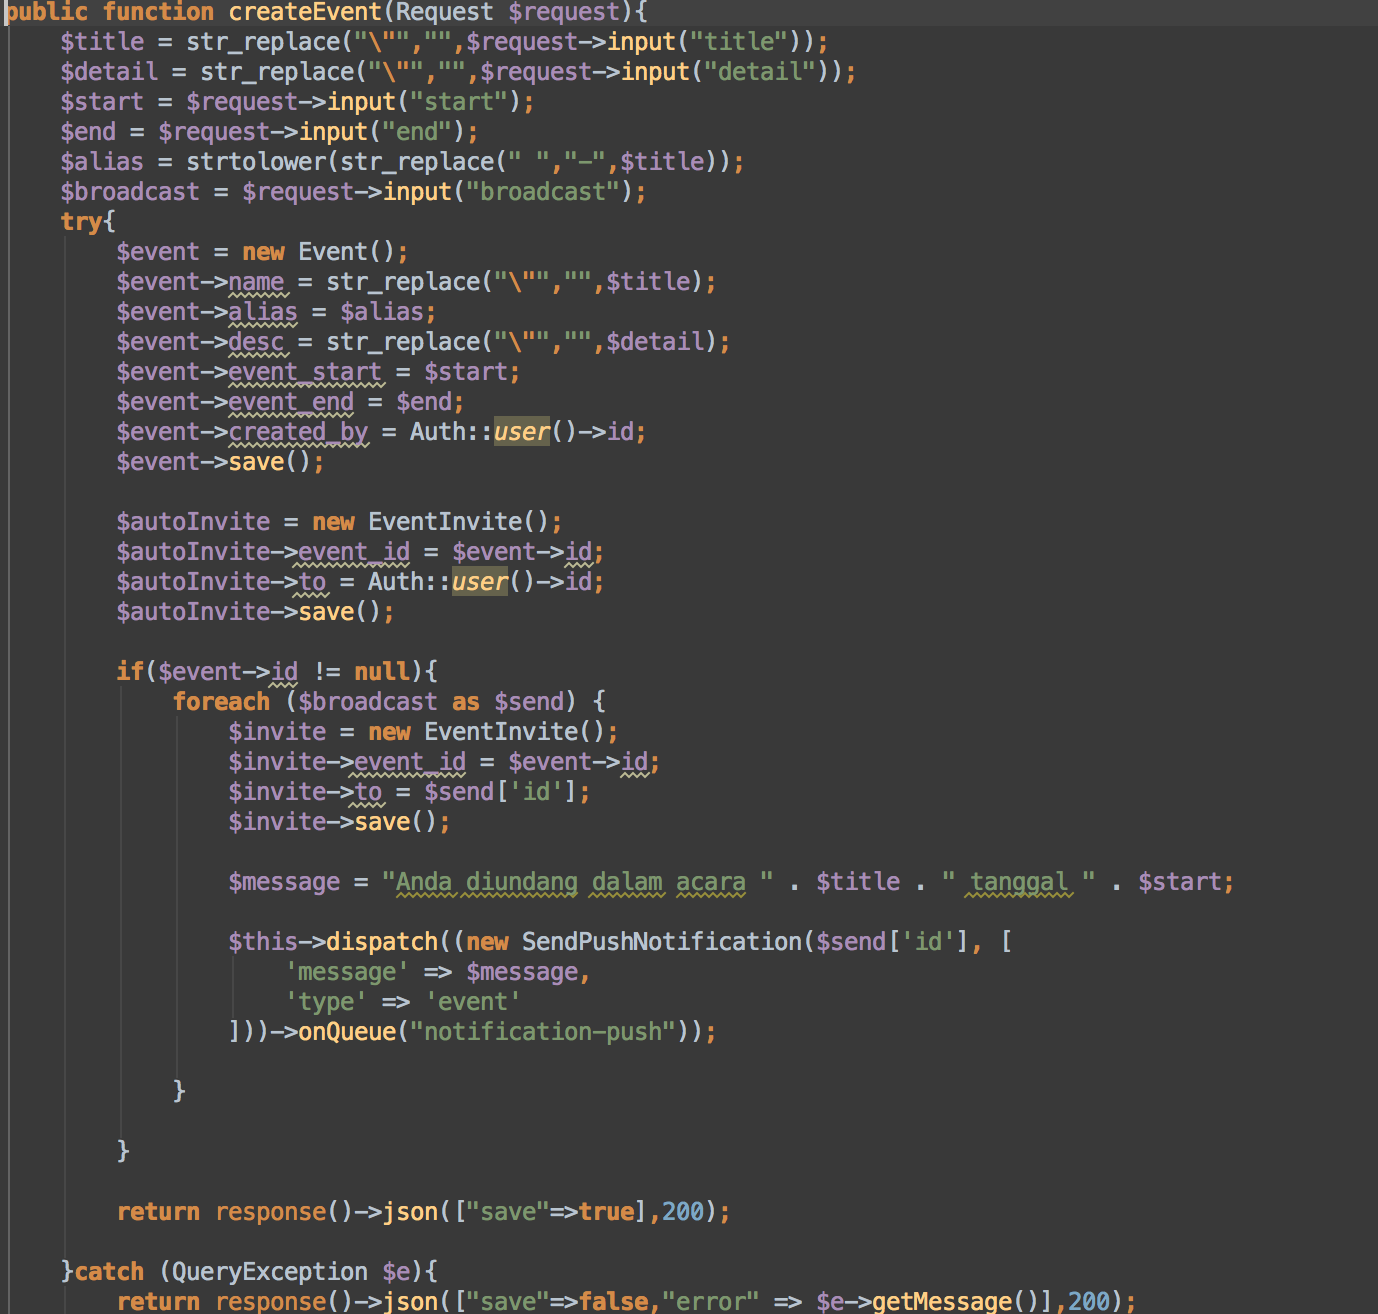 public function createEvent(Request $request){
$title = str_replace("\"","",$request->input("title"));
$detail = str_replace("\"","",$request->input("detail"));
$start = $request->input("start");
$end = $request->input("end");
$alias = strtolower(str_replace(" ","-",$title));
$broadcast = $request->input("broadcast");
try{
$event = new Event();
$event->name = str_replace("\"","",$title);
$event->alias = $alias;
$event->desc = str_replace("\"","",$detail);
$event->event_start = $start;
$event->event_end = $end;
$event->created_by = Auth::user()->id;
$event->save();
$autoInvite = new EventInvite();
$autoInvite->event_id = $event->id;
$autoInvite->to = Auth::user()->id;
$autoInvite->save();
if($event->id != null){
foreach ($broadcast as $send) {
$invite = new EventInvite();
$invite->event_id = $event->id;
$invite->to = $send['id'];
$invite->save();
$message = "Anda diundang dalam acara " . $title . " tanggal " . $start;
$this->dispatch((new SendPushNotification($send['id'], [
'message' => $message,
'type' => 'event'
]))->onQueue("notification-push"));
}
}
return response()->json(["save"=>true],200);
}catch (QueryException $e){
return response()->json(["save"=>false,"error" => $e->getMessage()],200);